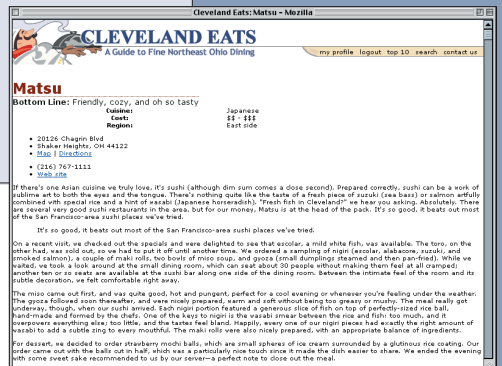 Cleveland Eats: Matsu - Mozilla
CLEVELAND EATS
A Guide to Fine Northeast Ohio Dining
my profile logout top 10 search contact us
Matsu
Bottom Line: Friendly, cozy, and oh so tasty
Cuisine: Japanese
Cost: $$ - $$$
Region: East side
20126 Chagrin Blvd
Shaker Heights, OH 44122
Map | Directions
(216) 767-1111
Web site
If there's one Asian cuisine we truly love, it's sushi (although dim sum comes a close second). Prepared correctly, sushi can be a work of
sublime art to both the eyes and the tongue. There's nothing quite like the taste of a fresh piece of suzuki (sea bass) or salmon artfully
combined with special rice and a hint of wasabi (Japanese horseradish). "Fresh fish in Cleveland?" we hear you asking. Absolutely. There
are several very good sushi restaurants in the area, but for our money, Matsu is at the head of the pack. It's so good, it beats out most
of the San Francisco-area sushi places we've tried.
It's so good, it beats out most of the San Francisco-area sushi places we've tried.
On a recent visit, we checked out the specials and were delighted to see that escolar, a mild white fish, was available. The toro, on the
other had, was sold out, so we had to put it off until another time. We ordered a sampling of nigiri (escolar, alabacore, suzuki, and
smoked salmon), a couple of maki rolls, two bowls of miso soup, and gyoza (small dumplings steamed and then pan-fried). While we
waited, we took a look around at the small dining room, which can seat about 30 people without making them feel at all cramped;
another ten or so seats are available at the sushi bar along one side of the dining room. Between the intimate feel of the room and its
subtle decoration, we felt comfortable right away.
The miso came out first, and was quite good, hot and pungent, perfect for a cool evening or whenever you're feeling under the weather.
The gyoza followed soon thereafter, and were nicely prepared, warm and soft without being too greasy or mushy. The meal really got
underway, though, when our sushi arrived. Each nigiri portion featured a generous slice of fish on top of perfectly-sized rice ball,
hand-made and formed by the chefs. One of the keys to nigiri is the wasabi smear between the rice and fish: too much, and it
overpowers everything else; too little, and the tastes feel bland. Happily, every one of our nigiri pieces had exactly the right amount of
wasabi to add a subtle zing to every mouthful. The maki rolls were also nicely prepared, with an appropriate balance of ingredients.
For dessert, we decided to order strawberry mochi balls, which are small spheres of ice cream surrounded by a glutinous rice coating. Our
order came out with the balls cut in half, which was a particularly nice touch since it made the dish easier to share. We ended the evening
with some sweet sake recommended to us by our server—a perfect note to close out the meal.